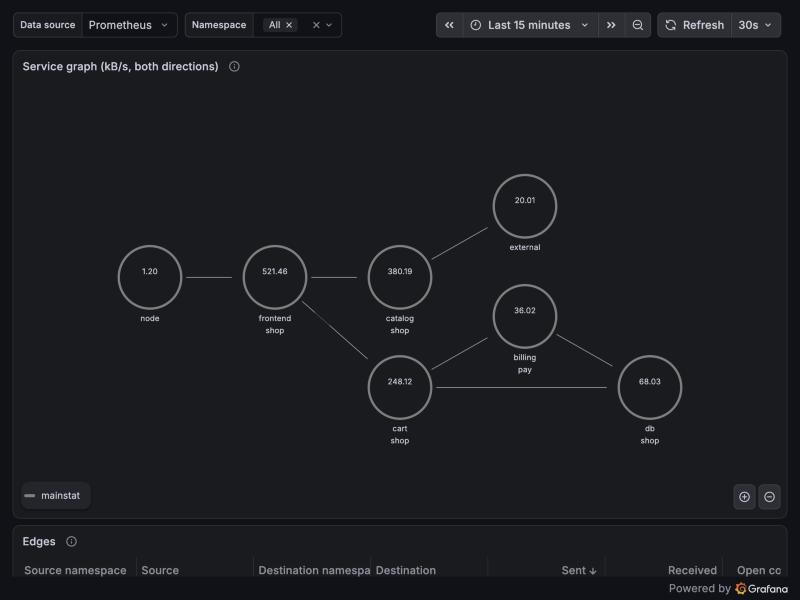 Data source Prometheus Namespace All Last 15 minutes Refresh 30s
Service graph (kB/s, both directions)
20.01
external
1.20
node
521.46
frontend
shop
380.19
catalog
shop
36.02
billing
pay
248.12
cart
shop
68.03
db
shop
mainstat
Edges
Source namespace Source Destination namespa Destination Sent Received Open co
Powered by Grafana